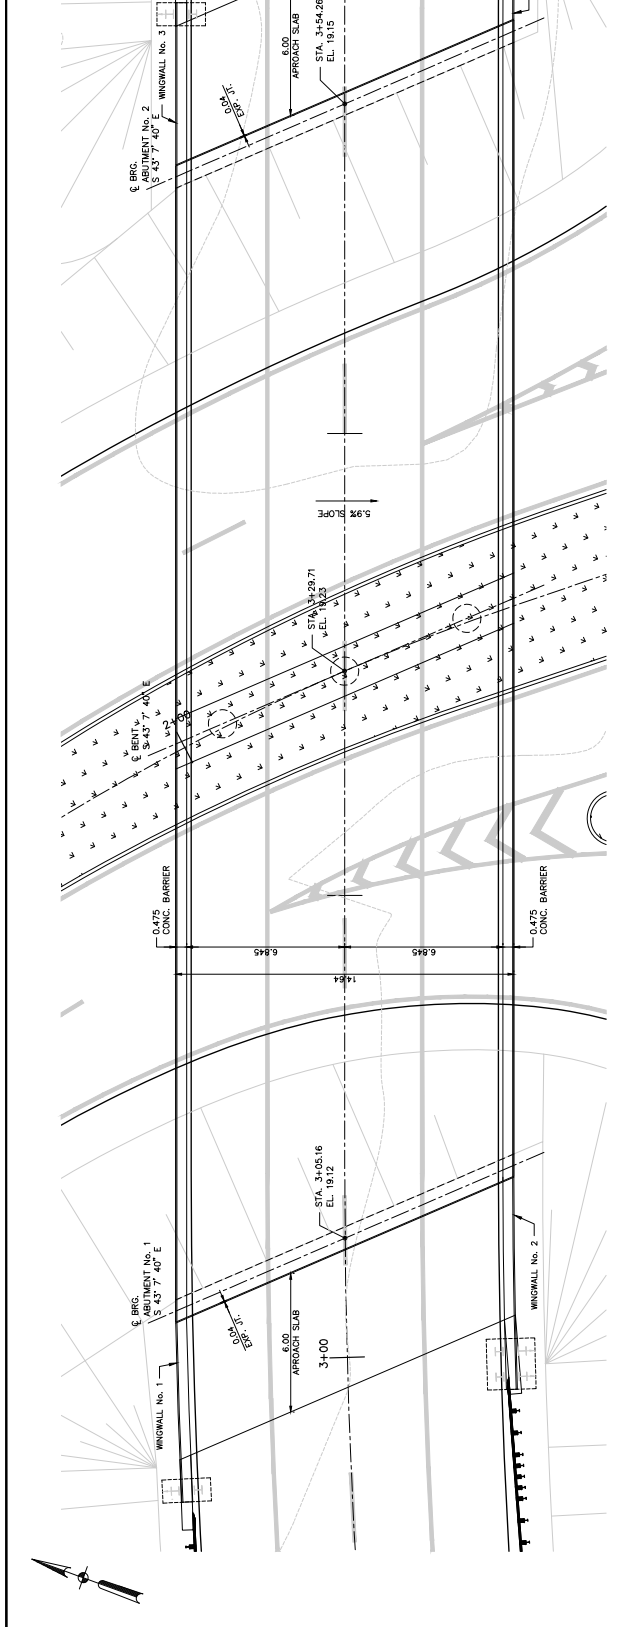 WINGWALL No. 3
6.00
APROACH SLAB
STA. 3+54.26
EL. 19.15
0.04
EXP. JT.
℄ BRG.
ABUTMENT No. 2
S 43° 7' 40" E
5.9% SLOPE
STA. 3+29.71
EL. 19.23
℄ BENT
S 43° 7' 40" E
2+00
0.475
CONC. BARRIER
6.845
6.845
14.64
0.475
CONC. BARRIER
STA. 3+05.16
EL. 19.12
℄ BRG.
ABUTMENT No. 1
S 43° 7' 40" E
0.04
EXP. JT.
6.00
APROACH SLAB
3+00
WINGWALL No. 1
WINGWALL No. 2